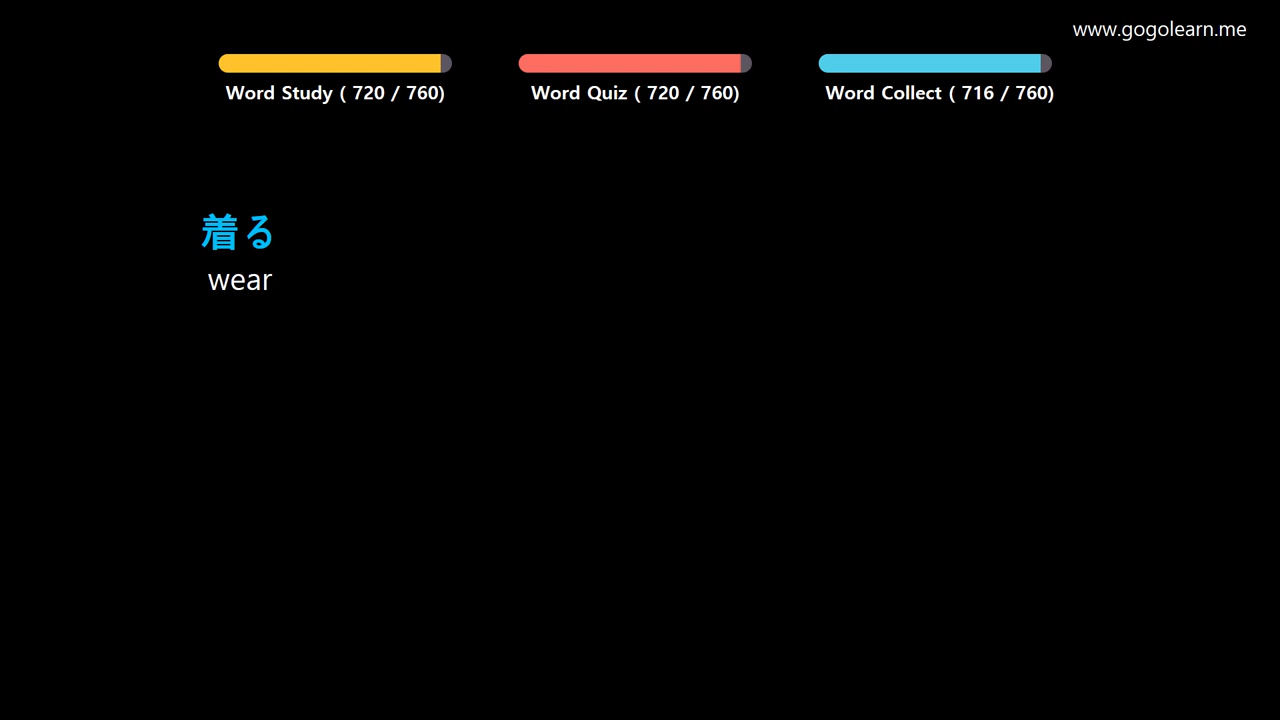 www.gogolearn.me
Word Study ( 720 / 760)
Word Quiz ( 720 / 760)
Word Collect ( 716 / 760)
着る
wear